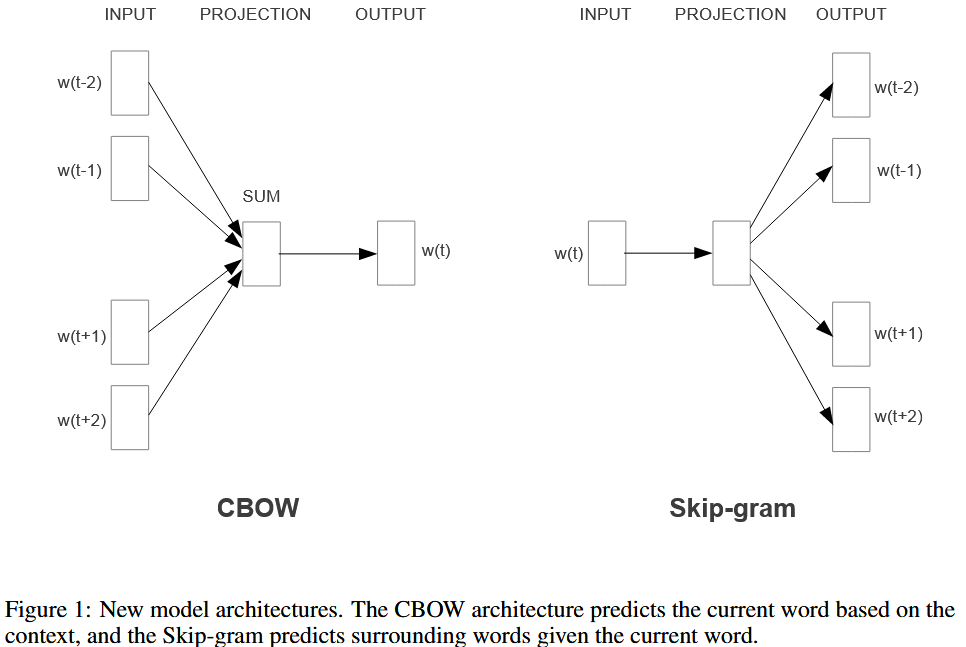 INPUT PROJECTION OUTPUT
w(t-2)
w(t-1)
SUM
w(t)
w(t+1)
w(t+2)
CBOW
INPUT PROJECTION OUTPUT
w(t-2)
w(t-1)
w(t)
w(t+1)
w(t+2)
Skip-gram
Figure 1: New model architectures. The CBOW architecture predicts the current word based on the
context, and the Skip-gram predicts surrounding words given the current word.